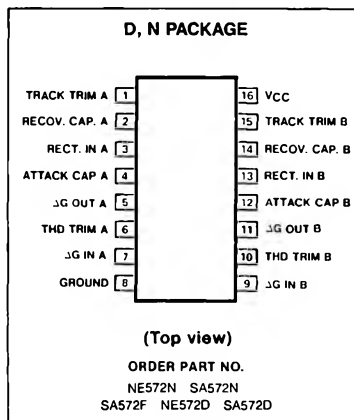 D, N PACKAGE
TRACK TRIM A 1 16 VCC
RECOV. CAP. A 2 15 TRACK TRIM B
RECT. IN A 3 14 RECOV. CAP. B
ATTACK CAP A 4 13 RECT. IN B
ΔG OUT A 5 12 ATTACK CAP B
THD TRIM A 6 11 ΔG OUT B
ΔG IN A 7 10 THD TRIM B
GROUND 8 9 ΔG IN B
(Top view)
ORDER PART NO.
NE572N SA572N
SA572F NE572D SA572D